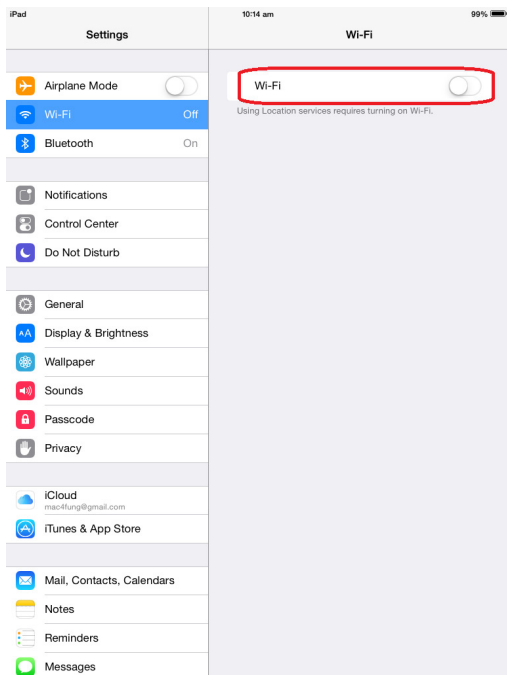 iPad 10:14 am 99%
Settings
Wi-Fi
Airplane Mode
Wi-Fi Off
Bluetooth On
Notifications
Control Center
Do Not Disturb
General
AA Display & Brightness
Wallpaper
Sounds
Passcode
Privacy
iCloud
mac4fung@gmail.com
iTunes & App Store
Mail, Contacts, Calendars
Notes
Reminders
Messages
Wi-Fi
Using Location services requires turning on Wi-Fi.